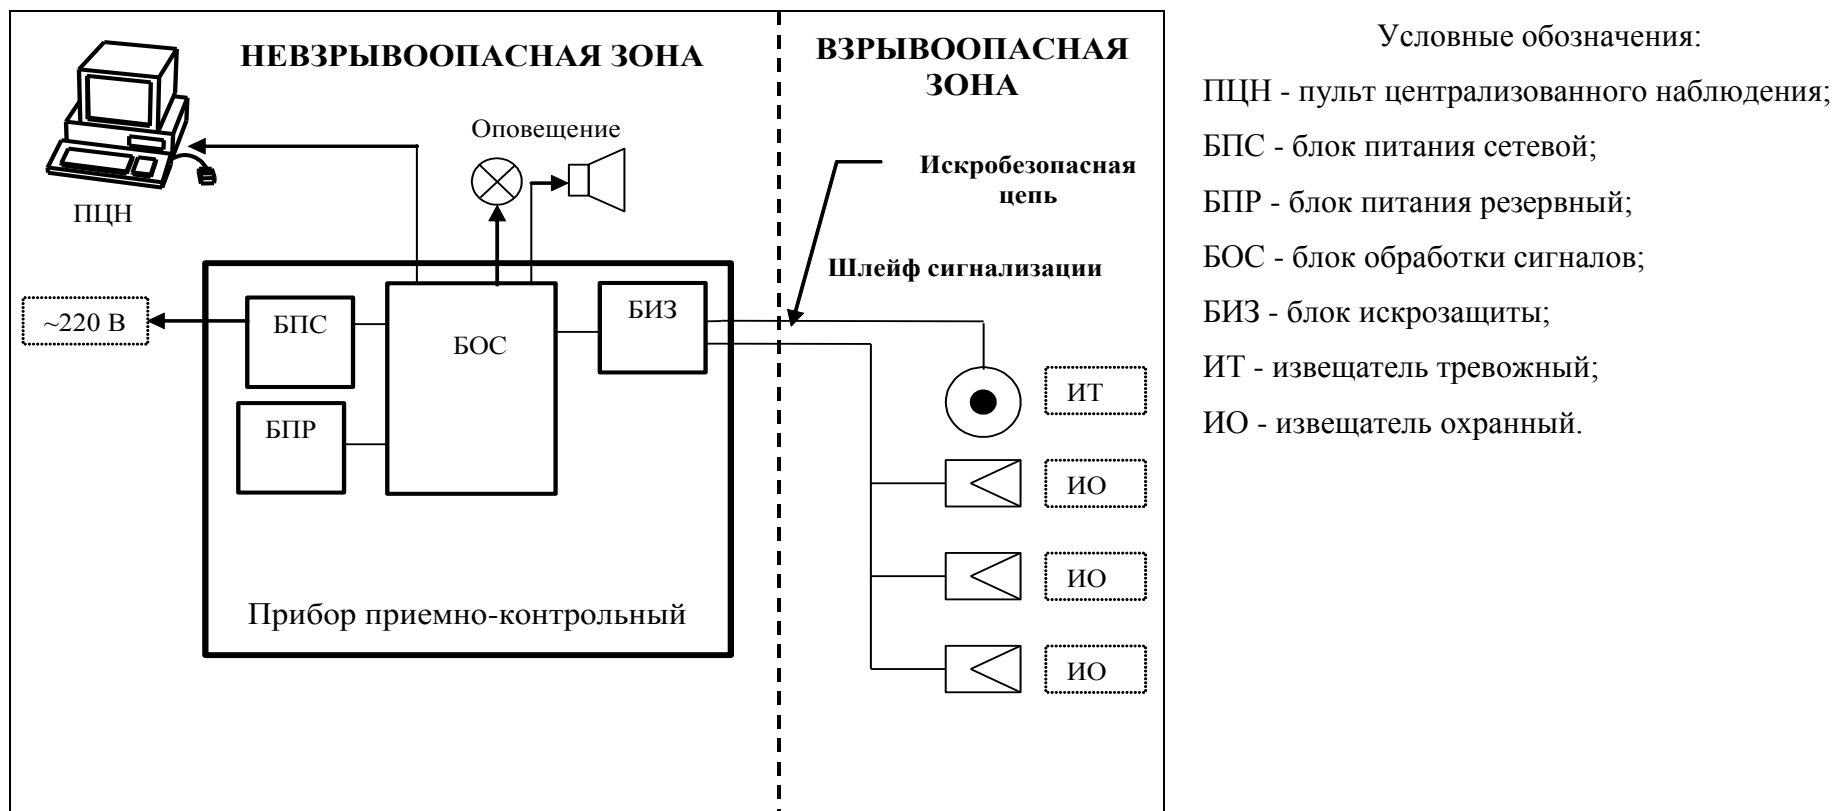 НЕВЗРЫВООПАСНАЯ ЗОНА
ВЗРЫВООПАСНАЯ
ЗОНА
Оповещение
ПЦН
Искробезопасная
цепь
Шлейф сигнализации
~220 В
БПС
БОС
БИЗ
БПР
ИТ
ИО
ИО
ИО
Прибор приемно-контрольный
Условные обозначения:
ПЦН - пульт централизованного наблюдения;
БПС - блок питания сетевой;
БПР - блок питания резервный;
БОС - блок обработки сигналов;
БИЗ - блок искрозащиты;
ИТ - извещатель тревожный;
ИО - извещатель охранный.